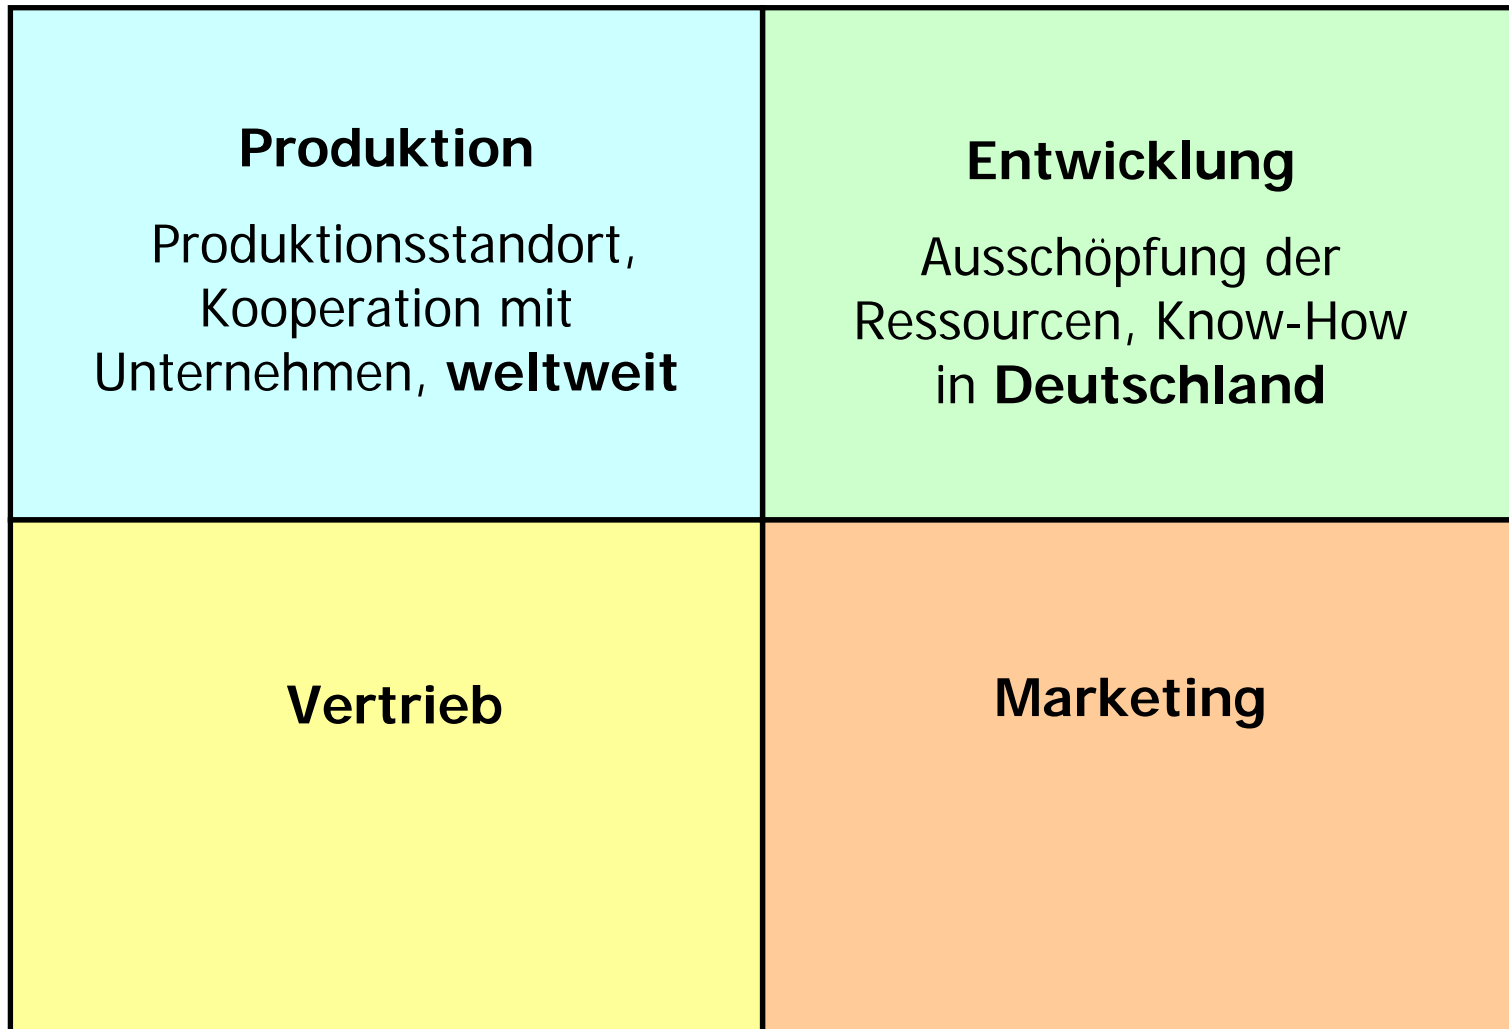 Produktion
Produktionsstandort,
Kooperation mit
Unternehmen, weltweit
Entwicklung
Ausschöpfung der
Ressourcen, Know-How
in Deutschland
Vertrieb
Marketing